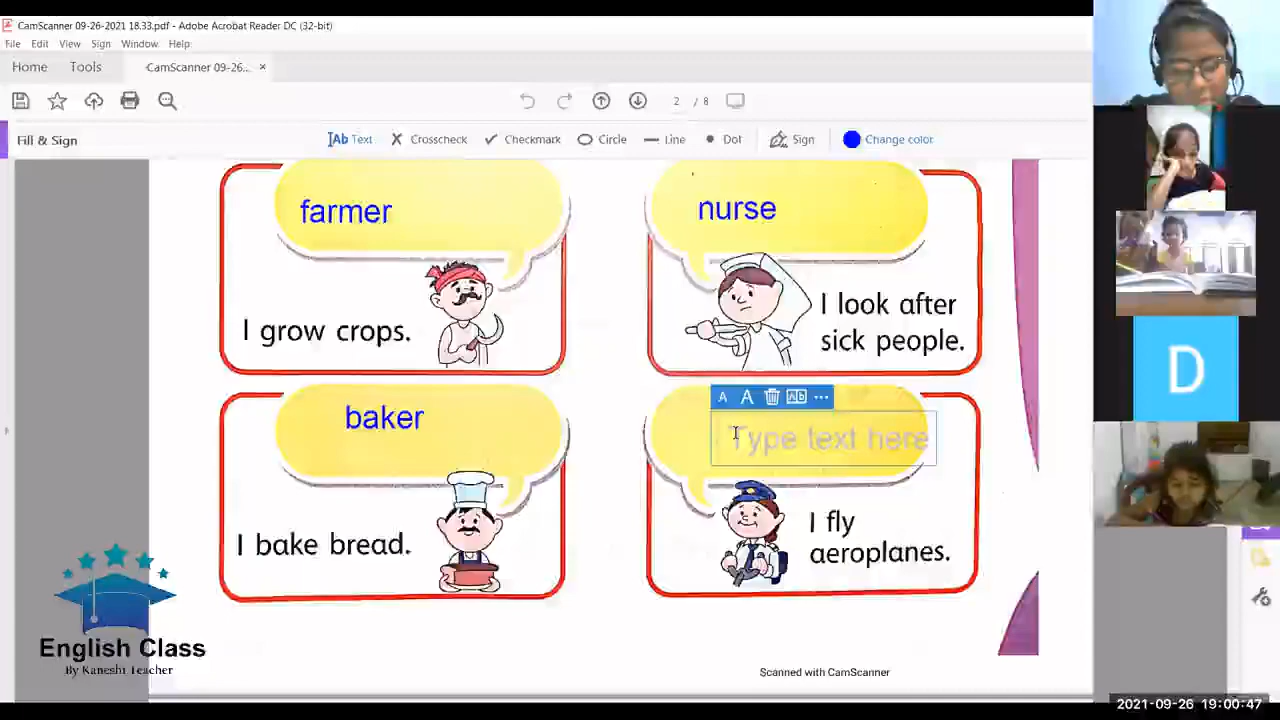 CamScanner 09-26-2021 18.33.pdf - Adobe Acrobat Reader DC (32-bit)
File Edit View Sign Window Help
Home Tools CamScanner 09-26... ×
2 / 8
Fill & Sign Ab Text Crosscheck Checkmark Circle Line Dot Sign Change color
farmer
I grow crops.
nurse
I look after
sick people.
baker
I bake bread.
A A Ab
Type text here
I fly
aeroplanes.
D
English Class
By Kaneshi Teacher
Scanned with CamScanner
2021-09-26 19:00:47